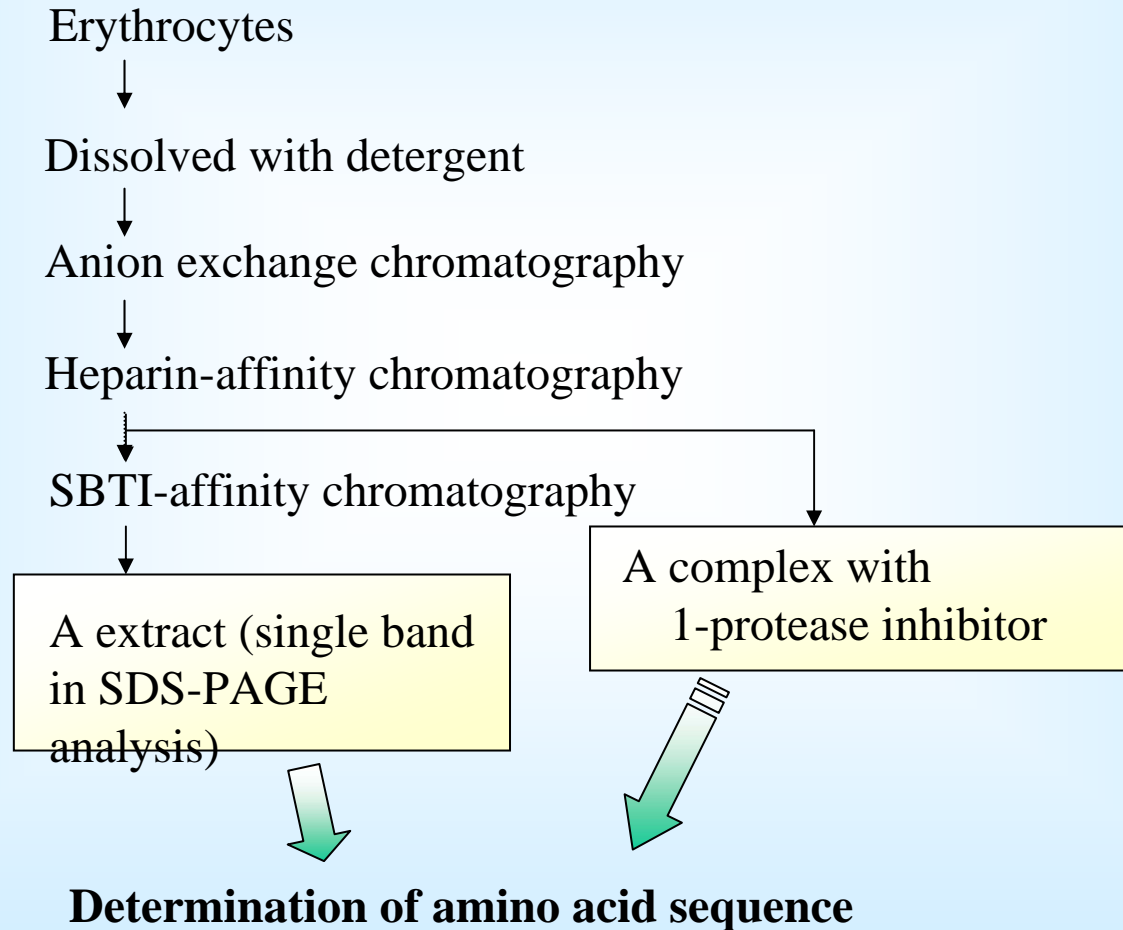 Erythrocytes
Dissolved with detergent
Anion exchange chromatography
Heparin-affinity chromatography
SBTI-affinity chromatography
A complex with
1-protease inhibitor
A extract (single band
in SDS-PAGE
analysis)
Determination of amino acid sequence